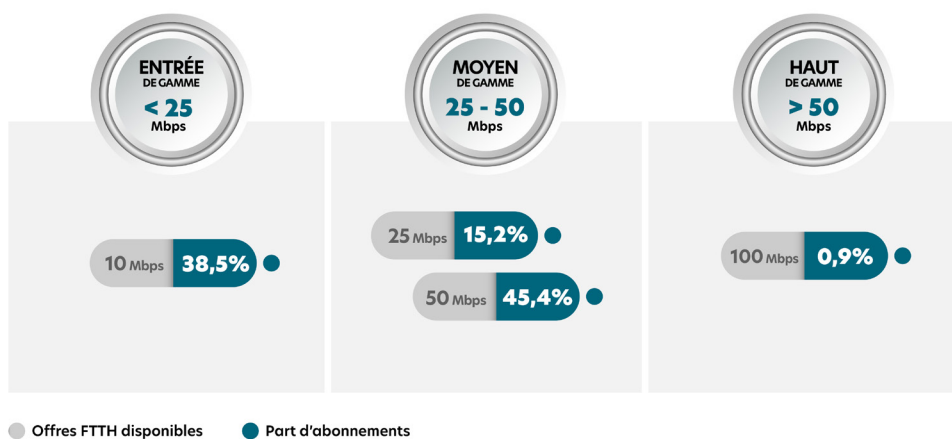 ENTRÉE
DE GAMME
< 25
Mbps
10 Mbps 38,5%
MOYEN
DE GAMME
25 - 50
Mbps
25 Mbps 15,2%
50 Mbps 45,4%
HAUT
DE GAMME
> 50
Mbps
100 Mbps 0,9%
Offres FTTH disponibles
Part d'abonnements